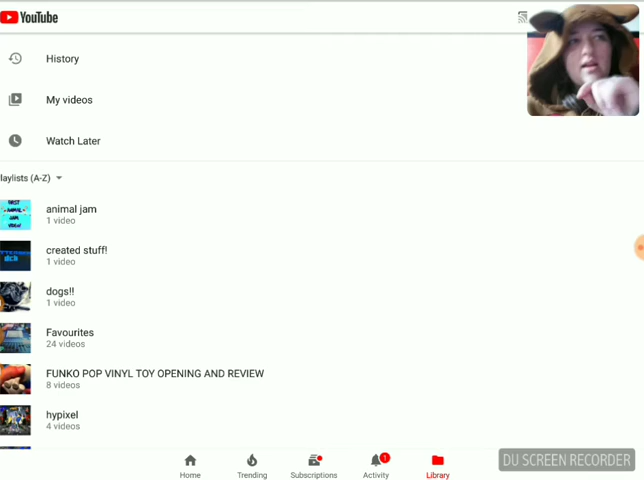 YouTube
History
My videos
Watch Later
laylists (A-Z)
animal jam
1 video
created stuff!
1 video
dogs!!
1 video
Favourites
24 videos
FUNKO POP VINYL TOY OPENING AND REVIEW
8 videos
hypixel
4 videos
1
Home Trending Subscriptions Activity Library
DU SCREEN RECORDER